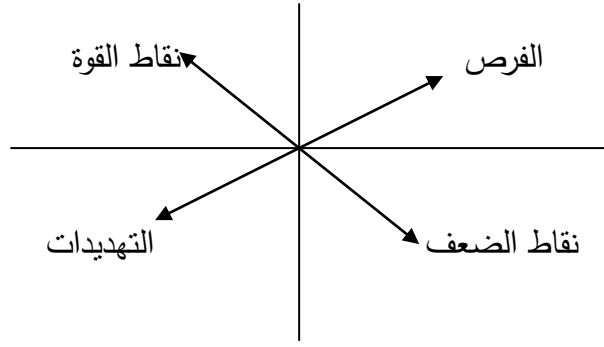 الفرص
نقاط القوة
نقاط الضعف
التهديدات